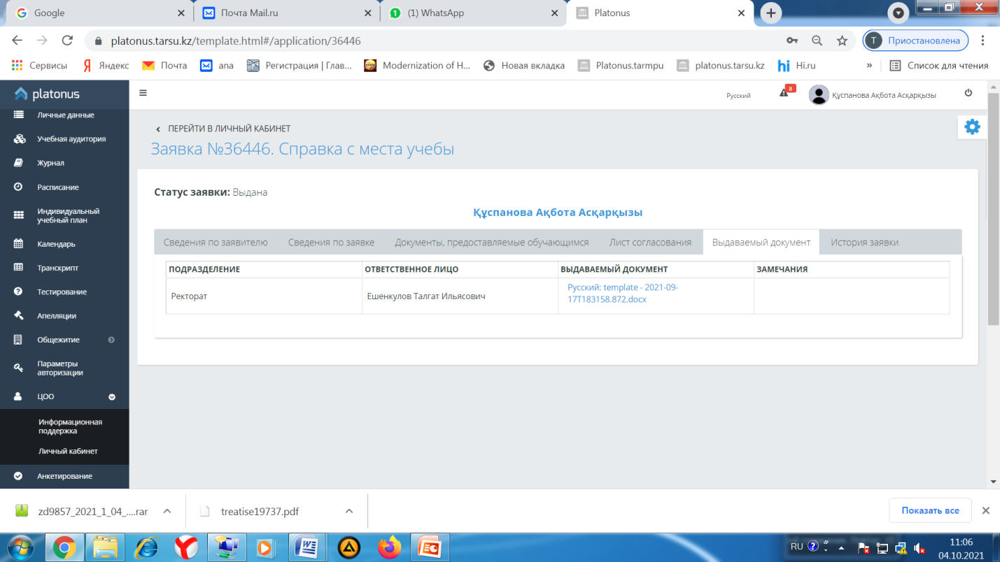 Google
Почта Mail.ru
(1) WhatsApp
Platonus
platonus.tarsu.kz/template.html#/application/36446
T Приостановлена
Сервисы
Яндекс
Почта
ana
Регистрация | Глав...
Modernization of H...
Новая вкладка
Platonus.tarmpu
platonus.tarsu.kz
hi Hi.ru
»
Список для чтения
platonus
Русский
8
Құспанова Ақбота Асқарқызы
Личные данные
Учебная аудитория
Журнал
Расписание
Индивидуальный
учебный план
Календарь
Транскрипт
Тестирование
Апелляции
Общежитие
Параметры
авторизации
ЦОО
Информационная
поддержка
Личный кабинет
Анкетирование
ПЕРЕЙТИ В ЛИЧНЫЙ КАБИНЕТ
Заявка №36446. Справка с места учебы
Статус заявки: Выдана
Құспанова Ақбота Асқарқызы
Сведения по заявителю
Сведения по заявке
Документы, предоставляемые обучающимся
Лист согласования
Выдаваемый документ
История заявки
ПОДРАЗДЕЛЕНИЕ
ОТВЕТСТВЕННОЕ ЛИЦО
ВЫДАВАЕМЫЙ ДОКУМЕНТ
ЗАМЕЧАНИЯ
Ректорат
Ешенкулов Талгат Ильясович
Русский: template - 2021-09-
17T183158.872.docx
zd9857_2021_1_04_....rar
treatise19737.pdf
Показать все
RU
11:06
04.10.2021